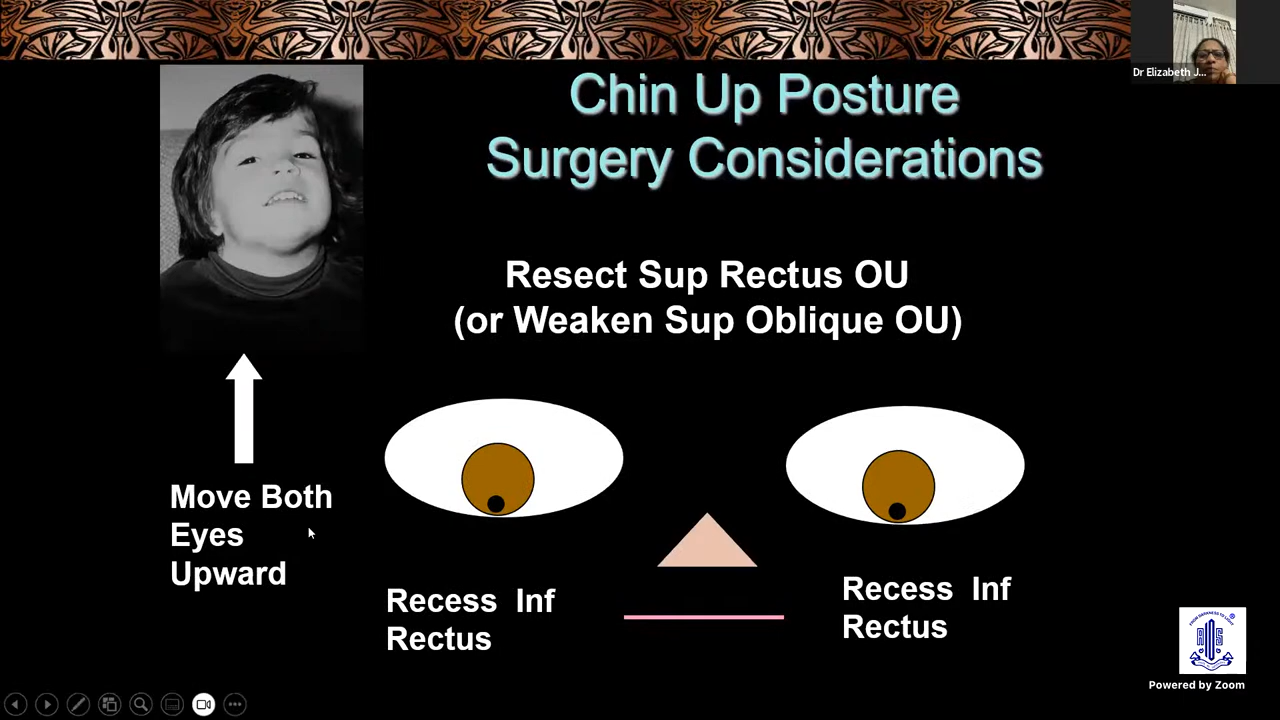 Dr Elizabeth J...
Chin Up Posture
Surgery Considerations
Resect Sup Rectus OU
(or Weaken Sup Oblique OU)
Move Both
Eyes
Upward
Recess Inf
Rectus
Recess Inf
Rectus
Powered by Zoom